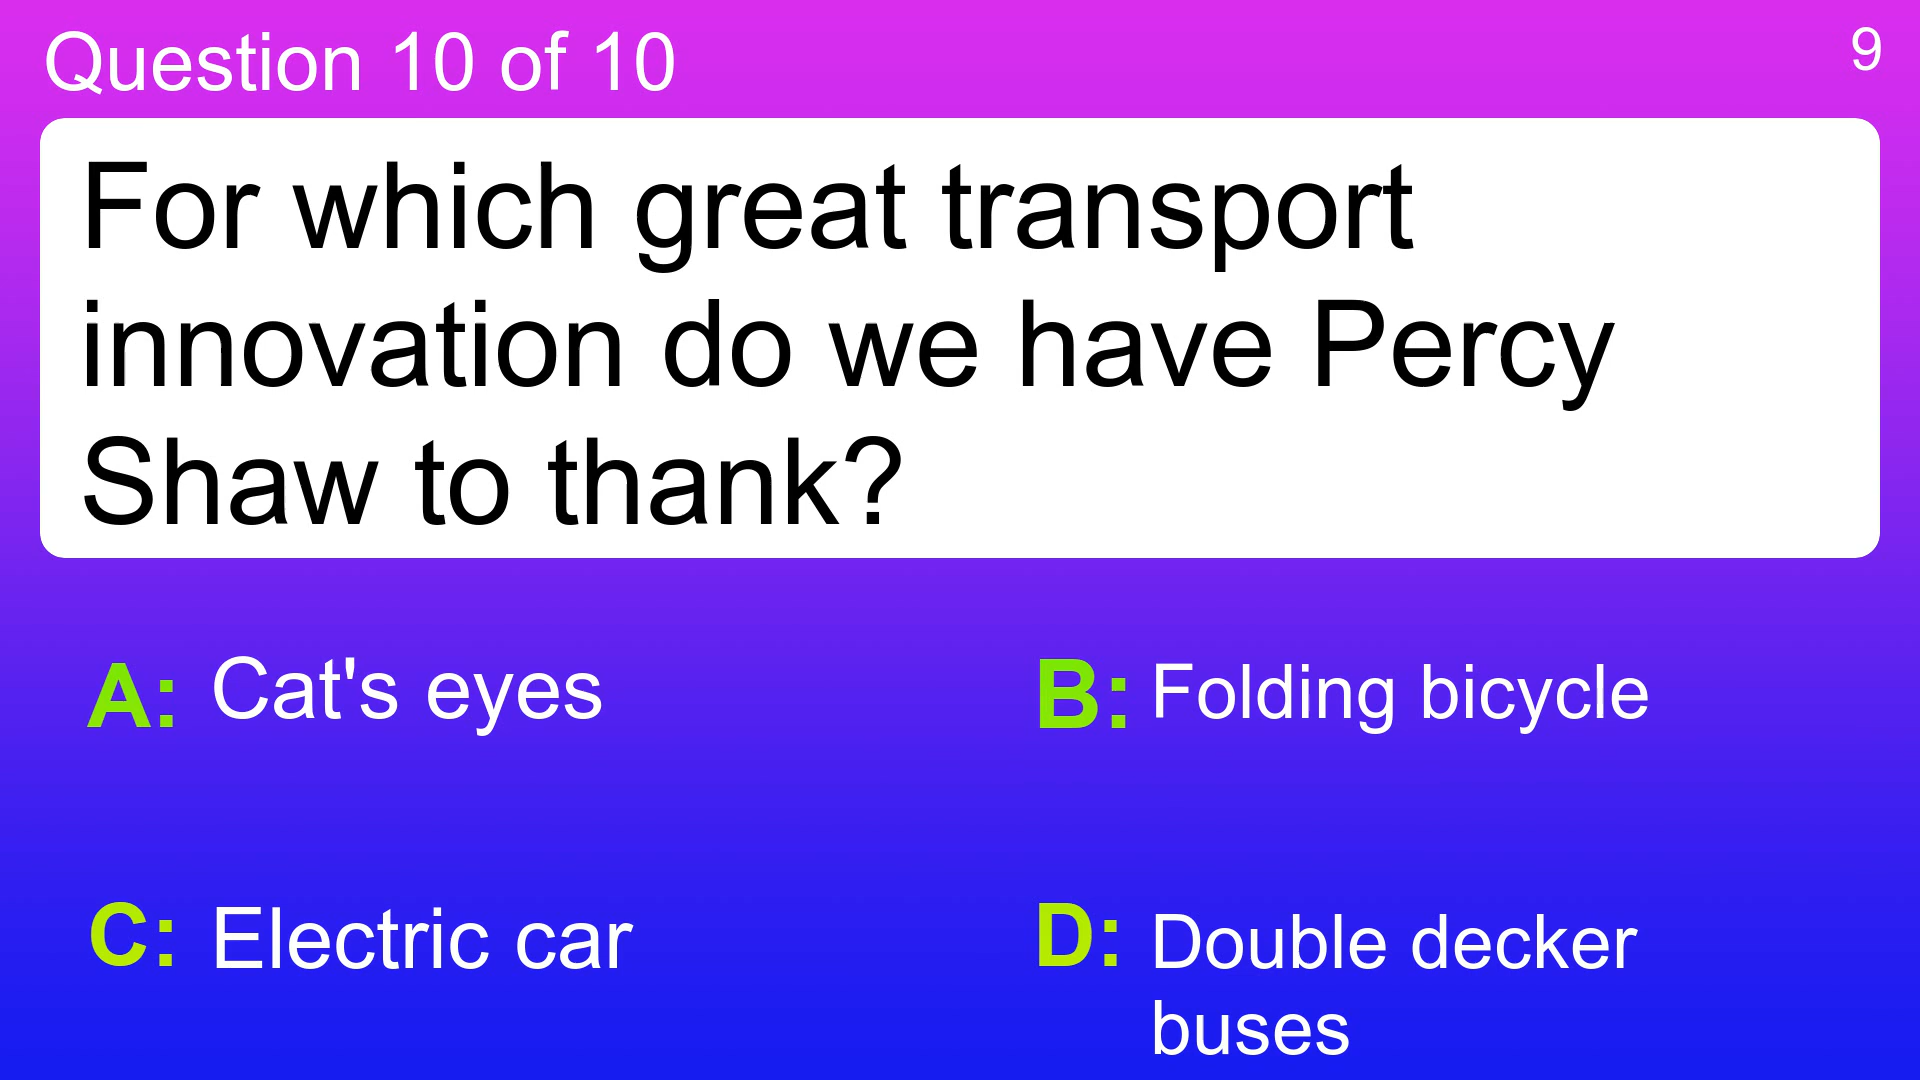 Question 10 of 10
9
For which great transport
innovation do we have Percy
Shaw to thank?
A: Cat's eyes
B: Folding bicycle
C: Electric car
D: Double decker
buses